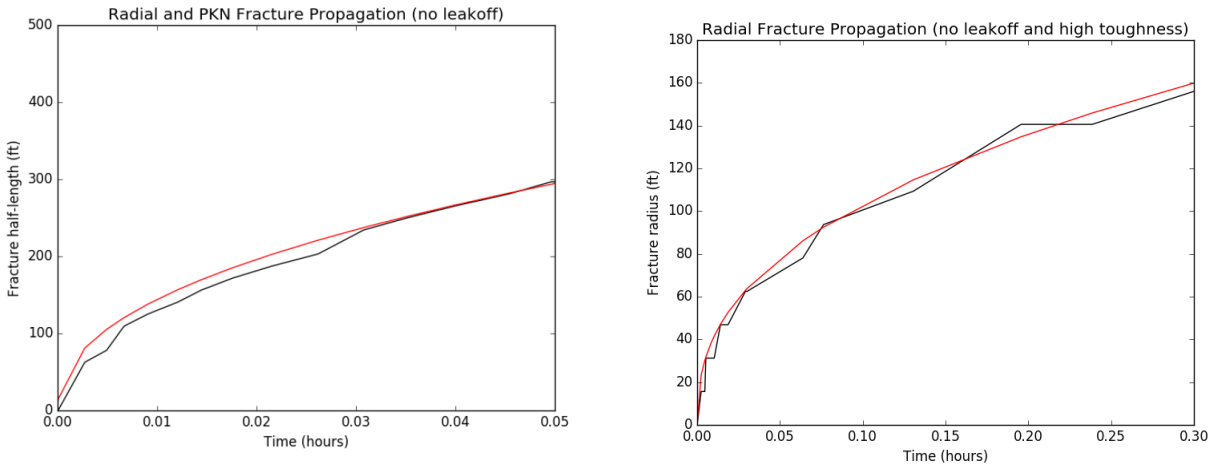 Radial and PKN Fracture Propagation (no leakoff)
500
400
300
200
100
0
0.00 0.01 0.02 0.03 0.04 0.05
Time (hours)
Fracture half-length (ft)
Radial Fracture Propagation (no leakoff and high toughness)
180
160
140
120
100
80
60
40
20
0
0.00 0.05 0.10 0.15 0.20 0.25 0.30
Time (hours)
Fracture radius (ft)